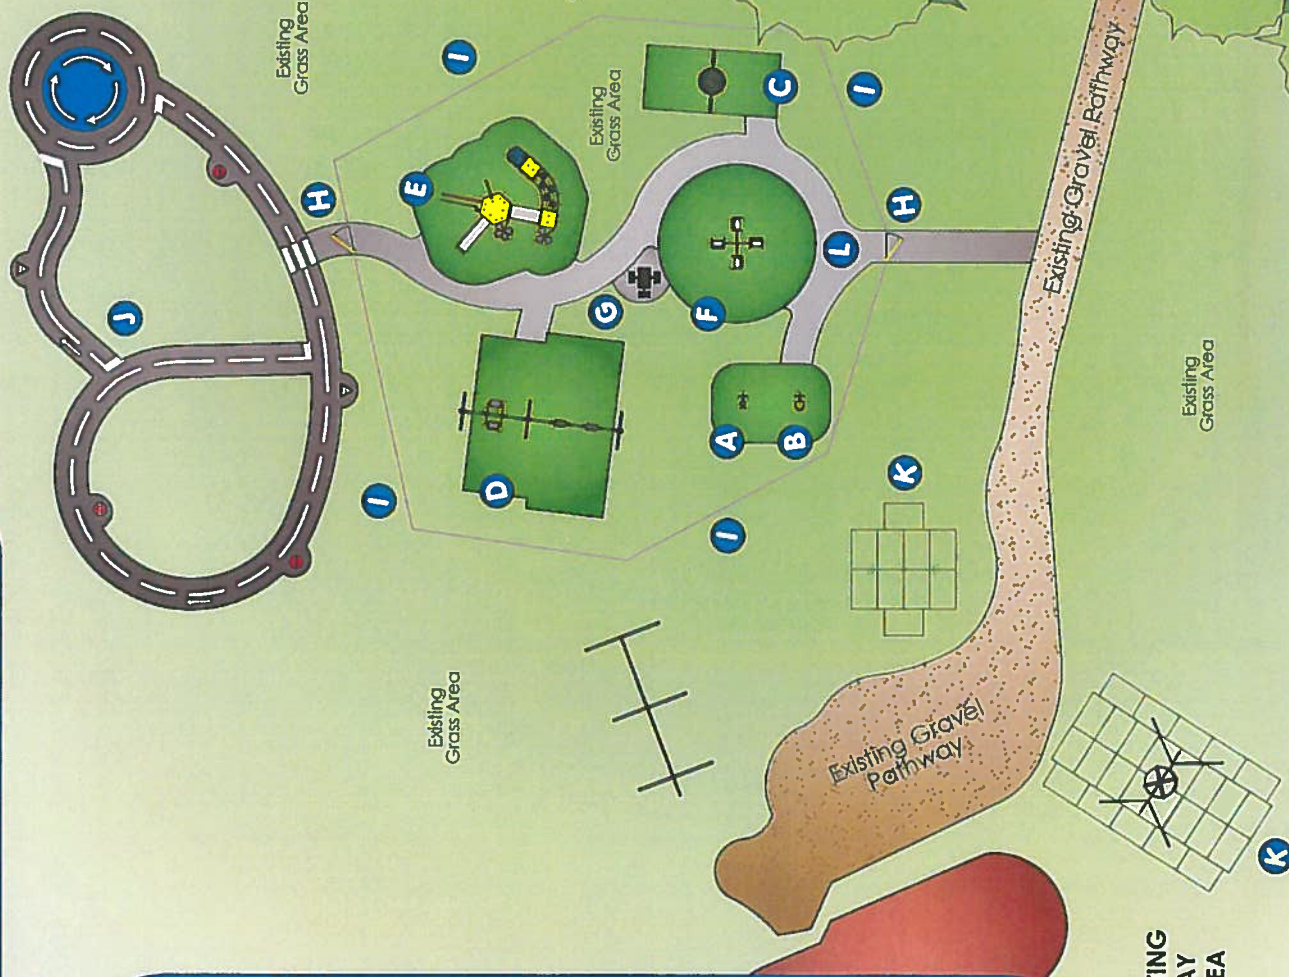 Existing
Grass Area
I
H
E
J
Existing
Grass Area
C
I
G
F
L
H
Existing Gravel Pathway
I
D
A
B
I
K
Existing
Grass Area
Existing
Grass Area
Existing Gravel
Pathway
K
TING
AY
EA